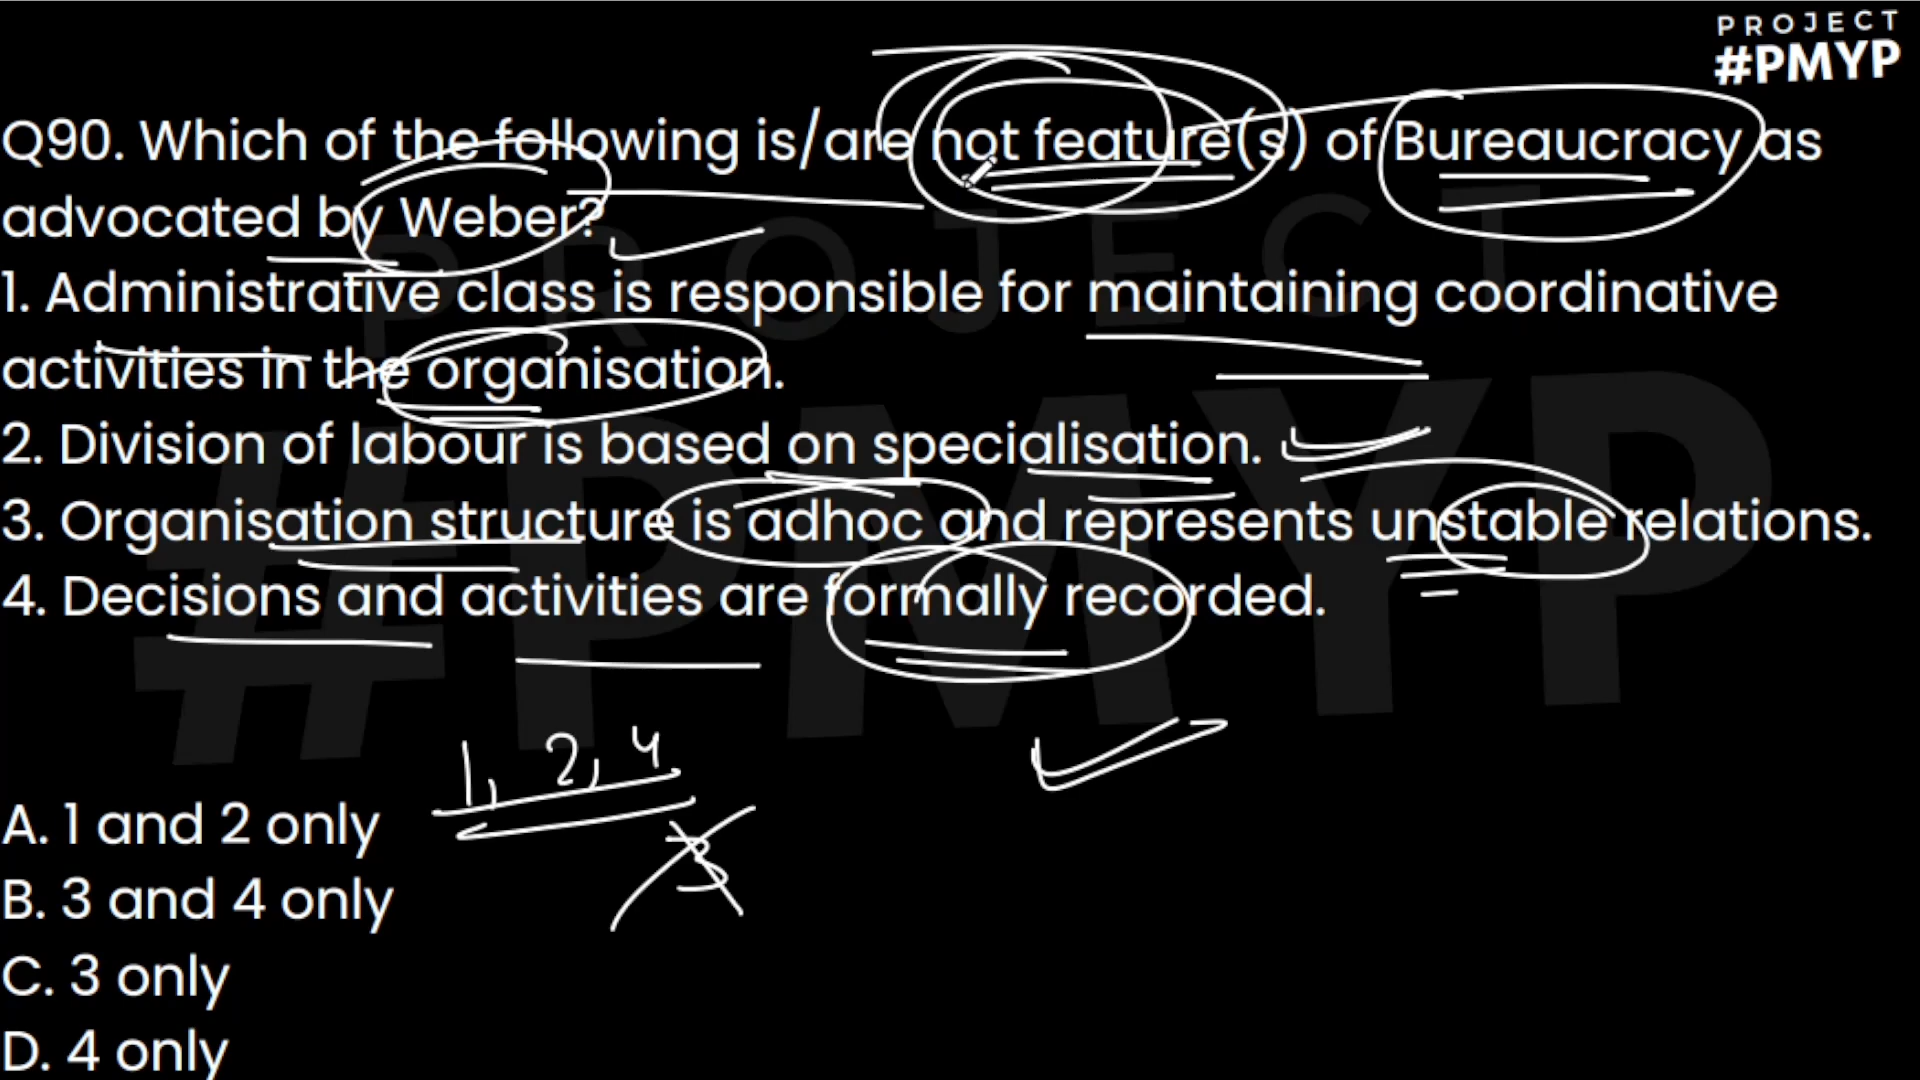 PROJECT
#PMYP
Q90. Which of the following is/are not feature(s) of Bureaucracy as
advocated by Weber?
1. Administrative class is responsible for maintaining coordinative
activities in the organisation.
2. Division of labour is based on specialisation.
3. Organisation structure is adhoc and represents unstable relations.
4. Decisions and activities are formally recorded.
PROJECT
#PMYP
1, 2, 4
3
A. 1 and 2 only
B. 3 and 4 only
C. 3 only
D. 4 only